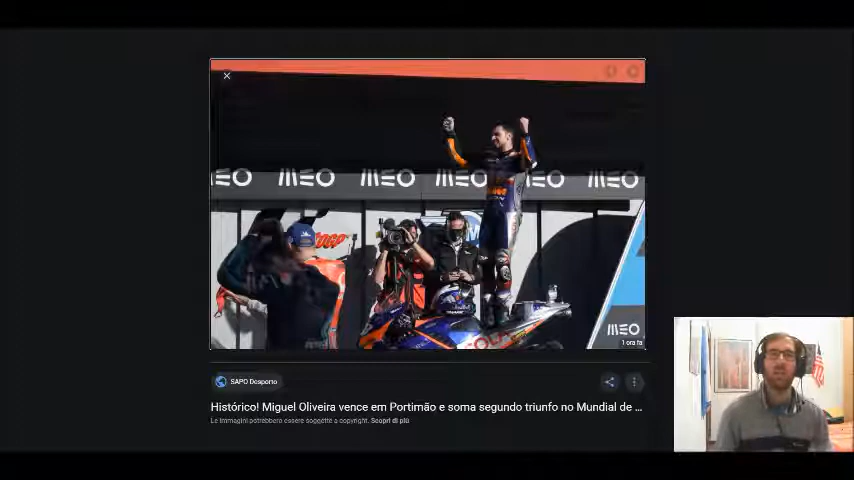 MEO MEO MEO MEO MEO MEO
MEO
1 ora fa
SAPO Desporto
Histórico! Miguel Oliveira vence em Portimão e soma segundo triunfo no Mundial de ...
Le immagini potrebbero essere soggette a copyright. Scopri di più